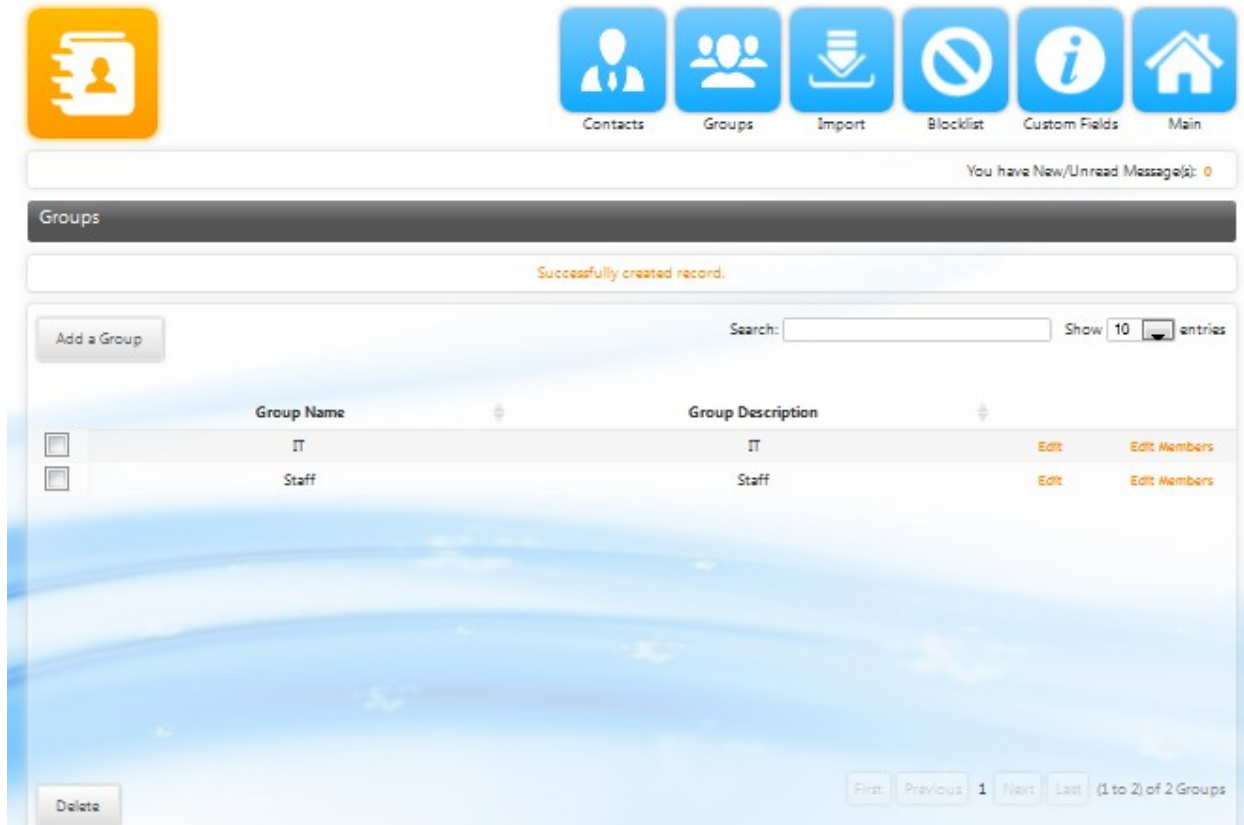 Contacts Groups Import Blocklist Custom Fields Main
You have New/Unread Message(s): 0
Groups
Successfully created record.
Add a Group Search: Show 10 entries
Group Name Group Description
IT IT Edit Edit Members
Staff Staff Edit Edit Members
First Previous 1 Next Last (1 to 2) of 2 Groups
Delete